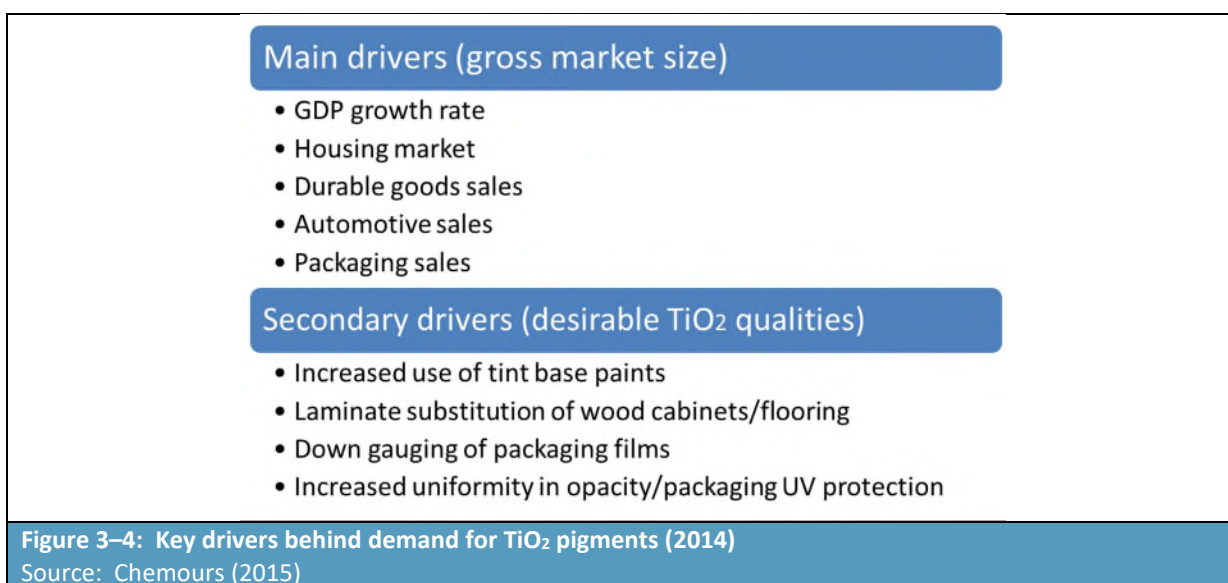 Main drivers (gross market size)
• GDP growth rate
• Housing market
• Durable goods sales
• Automotive sales
• Packaging sales
Secondary drivers (desirable TiO₂ qualities)
• Increased use of tint base paints
• Laminate substitution of wood cabinets/flooring
• Down gauging of packaging films
• Increased uniformity in opacity/packaging UV protection
Figure 3–4: Key drivers behind demand for TiO₂ pigments (2014)
Source: Chemours (2015)